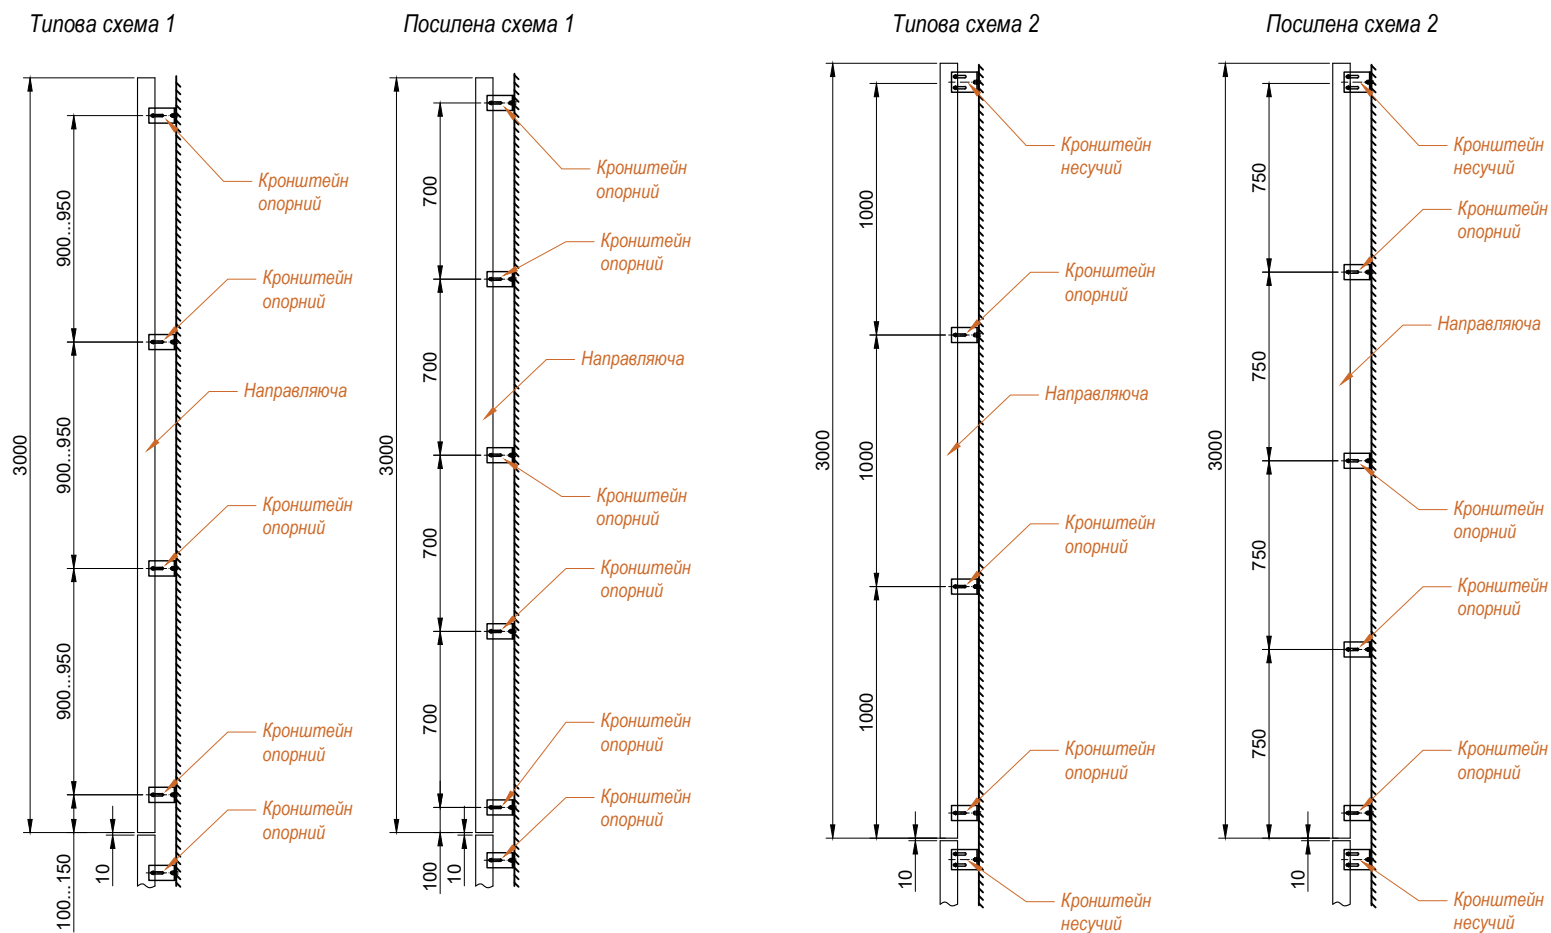 Типова схема 1
3000
900...950
900...950
900...950
100...150
10
Кронштейн
опорний
Кронштейн
опорний
Направляюча
Кронштейн
опорний
Кронштейн
опорний
Кронштейн
опорний
Посилена схема 1
3000
700
700
700
700
100
10
Кронштейн
опорний
Кронштейн
опорний
Направляюча
Кронштейн
опорний
Кронштейн
опорний
Кронштейн
опорний
Кронштейн
опорний
Типова схема 2
3000
1000
1000
1000
10
Кронштейн
несучий
Кронштейн
опорний
Направляюча
Кронштейн
опорний
Кронштейн
опорний
Кронштейн
несучий
Посилена схема 2
3000
750
750
750
750
10
Кронштейн
несучий
Кронштейн
опорний
Направляюча
Кронштейн
опорний
Кронштейн
опорний
Кронштейн
опорний
Кронштейн
несучий